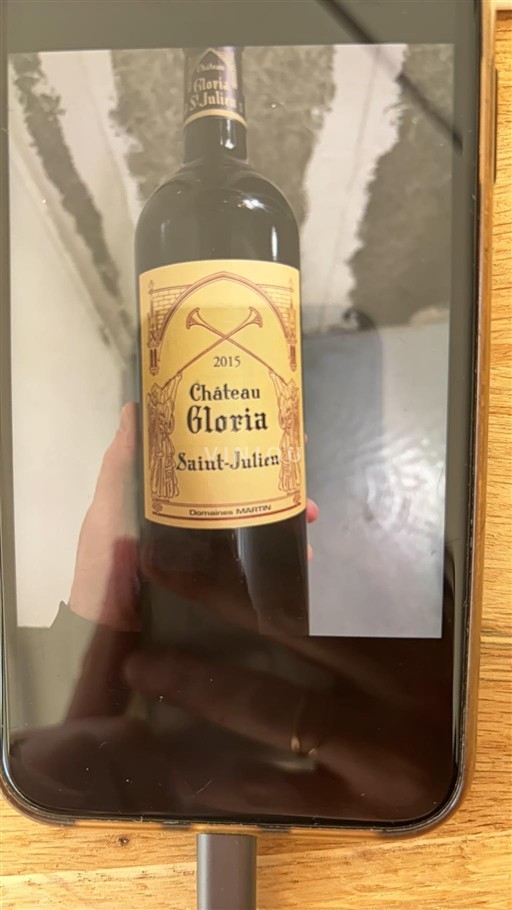 Château
Gloria
St Julien
2015
Château
Gloria
Saint-Julien
Domaines MARTIN